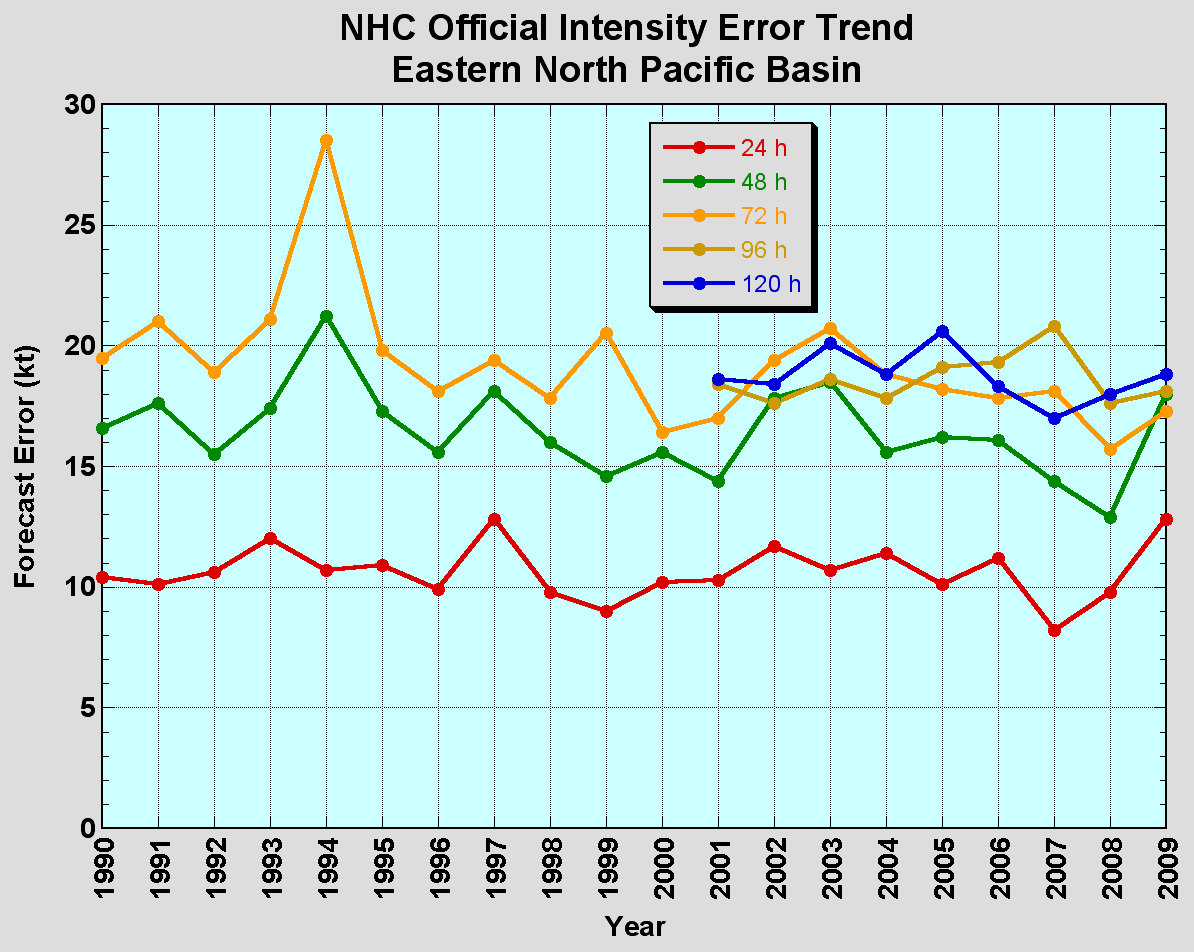 NHC Official Intensity Error Trend
Eastern North Pacific Basin
30
25
20
15
10
5
0
Forecast Error (kt)
24 h
48 h
72 h
96 h
120 h
1990 1991 1992 1993 1994 1995 1996 1997 1998 1999 2000 2001 2002 2003 2004 2005 2006 2007 2008 2009
Year